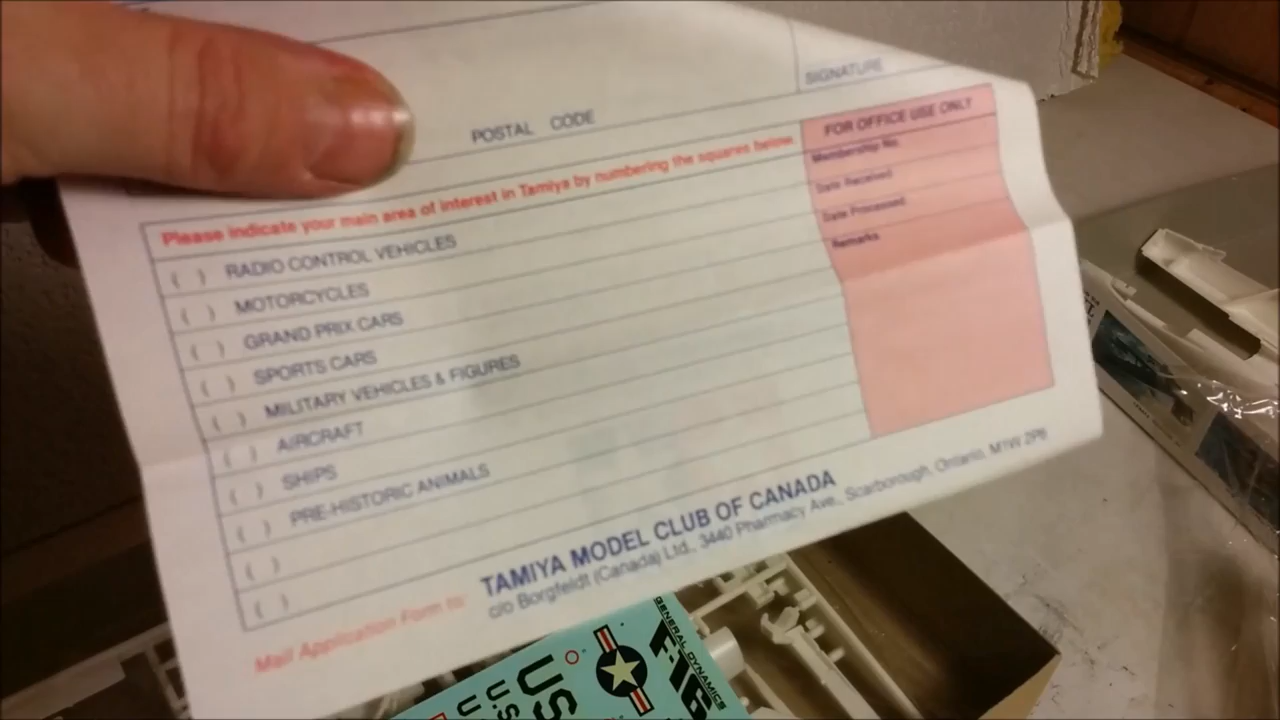 SIGNATURE
POSTAL CODE
FOR OFFICE USE ONLY
Membership No.
Date Received
Date Processed
Remarks
Please indicate your main area of interest in Tamiya by numbering the squares below.
( ) RADIO CONTROL VEHICLES
( ) MOTORCYCLES
( ) GRAND PRIX CARS
( ) SPORTS CARS
( ) MILITARY VEHICLES & FIGURES
( ) AIRCRAFT
( ) SHIPS
( ) PRE-HISTORIC ANIMALS
( )
( )
Mail Application Form to:
TAMIYA MODEL CLUB OF CANADA
c/o Borgfeldt (Canada) Ltd., 3440 Pharmacy Ave., Scarborough, Ontario, M1W 2P8
GENERAL DYNAMICS
F-16
US
U.S